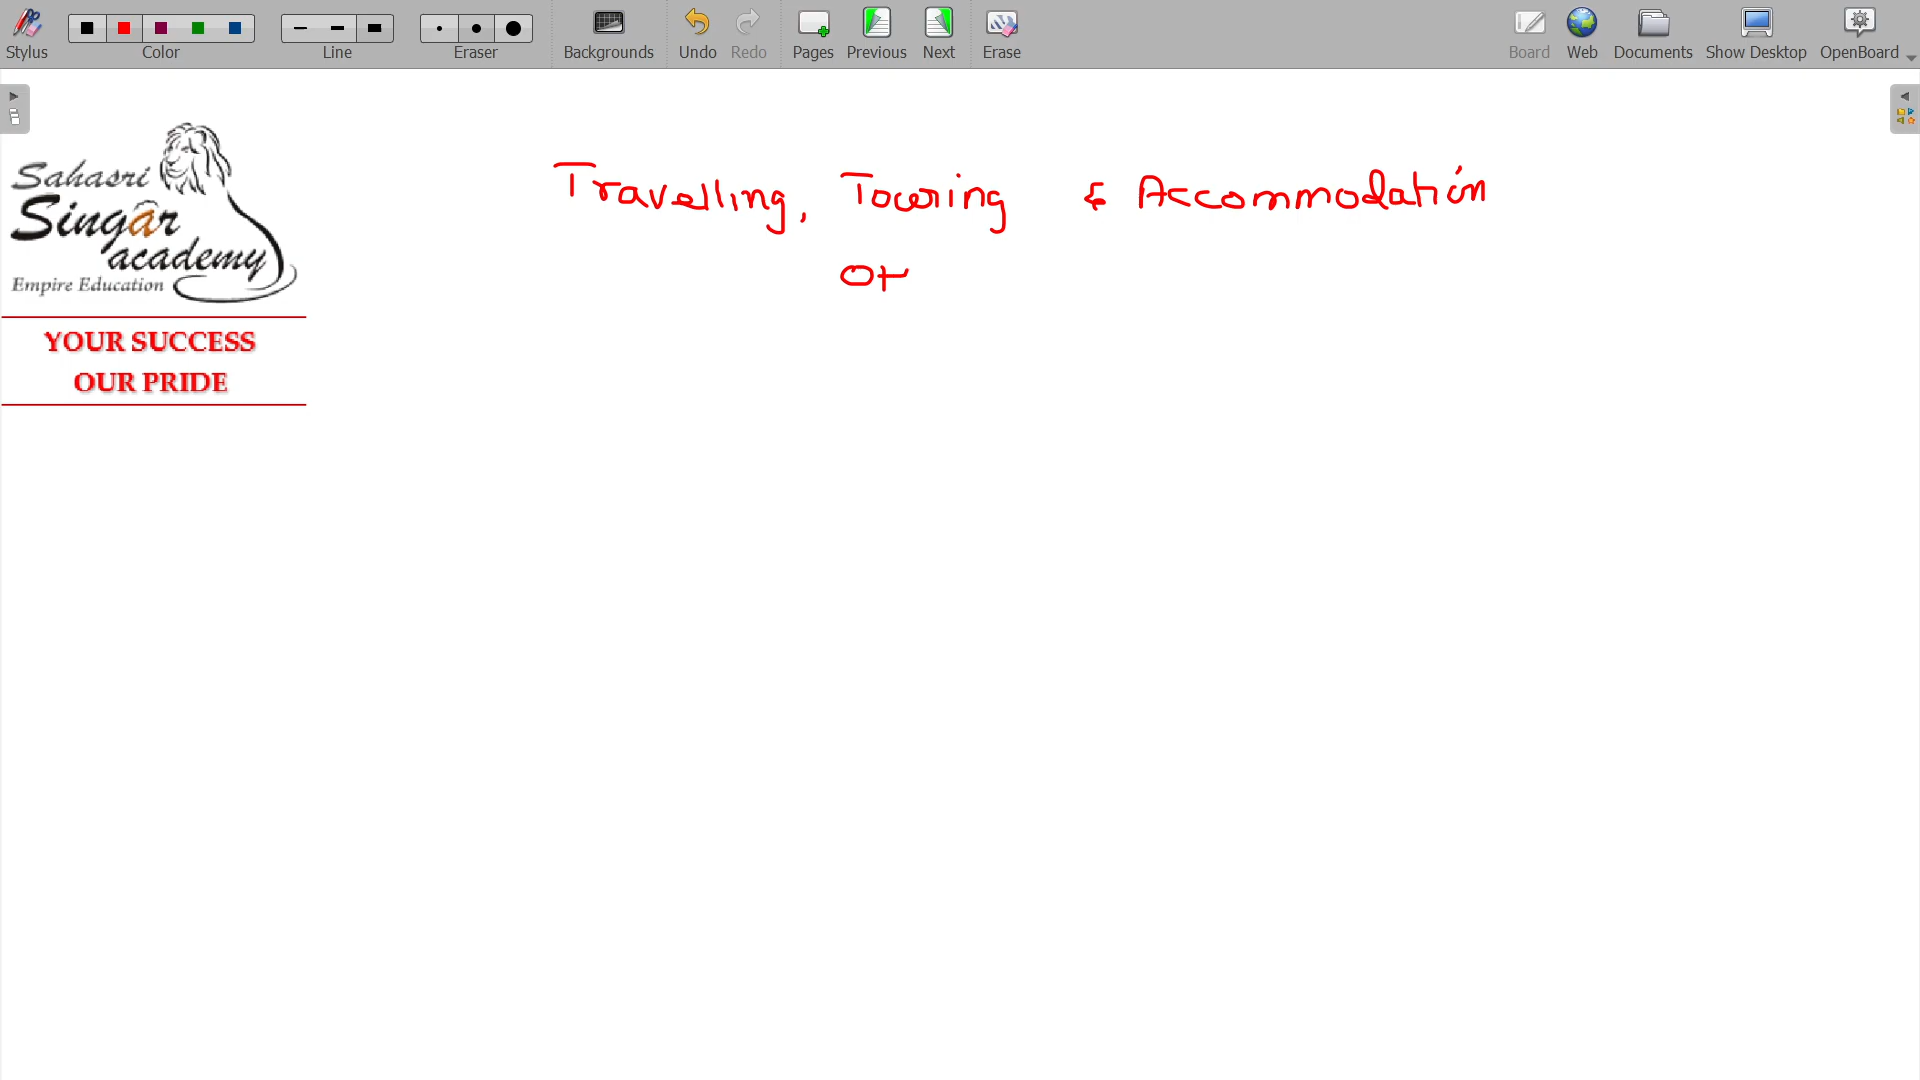 Stylus
Color
Line
Eraser
Backgrounds
Undo
Redo
Pages
Previous
Next
Erase
Board
Web
Documents
Show Desktop
OpenBoard
Sahasri
Singar
academy
Empire Education
YOUR SUCCESS
OUR PRIDE
Travelling, Touring & Accommodation